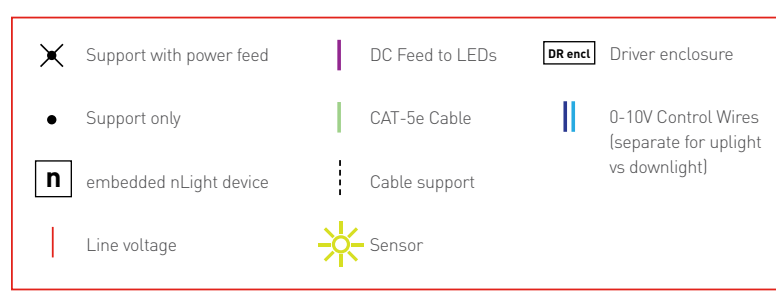 Support with power feed
DC Feed to LEDs
DR encl
Driver enclosure
Support only
CAT-5e Cable
0-10V Control Wires
(separate for uplight
vs downlight)
n
embedded nLight device
Cable support
Line voltage
Sensor